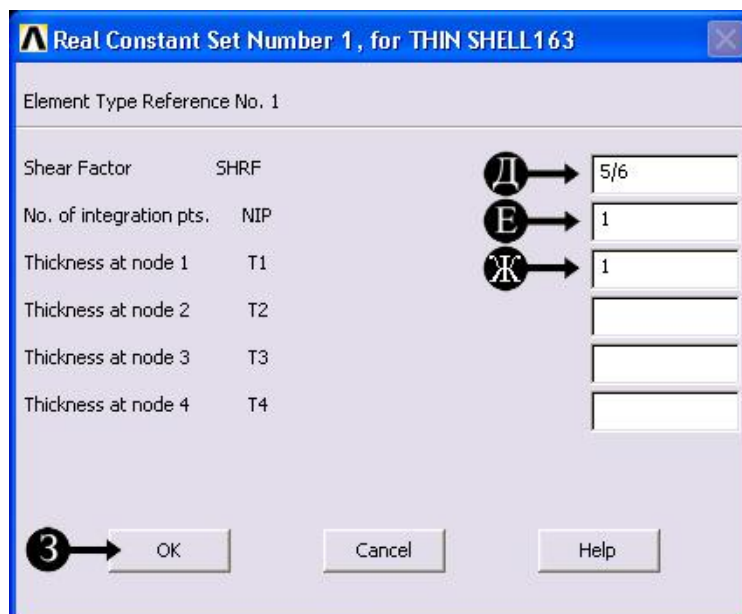 Real Constant Set Number 1, for THIN SHELL163
Element Type Reference No. 1
Shear Factor SHRF Д 5/6
No. of integration pts. NIP Е 1
Thickness at node 1 T1 Ж 1
Thickness at node 2 T2
Thickness at node 3 T3
Thickness at node 4 T4
З OK Cancel Help